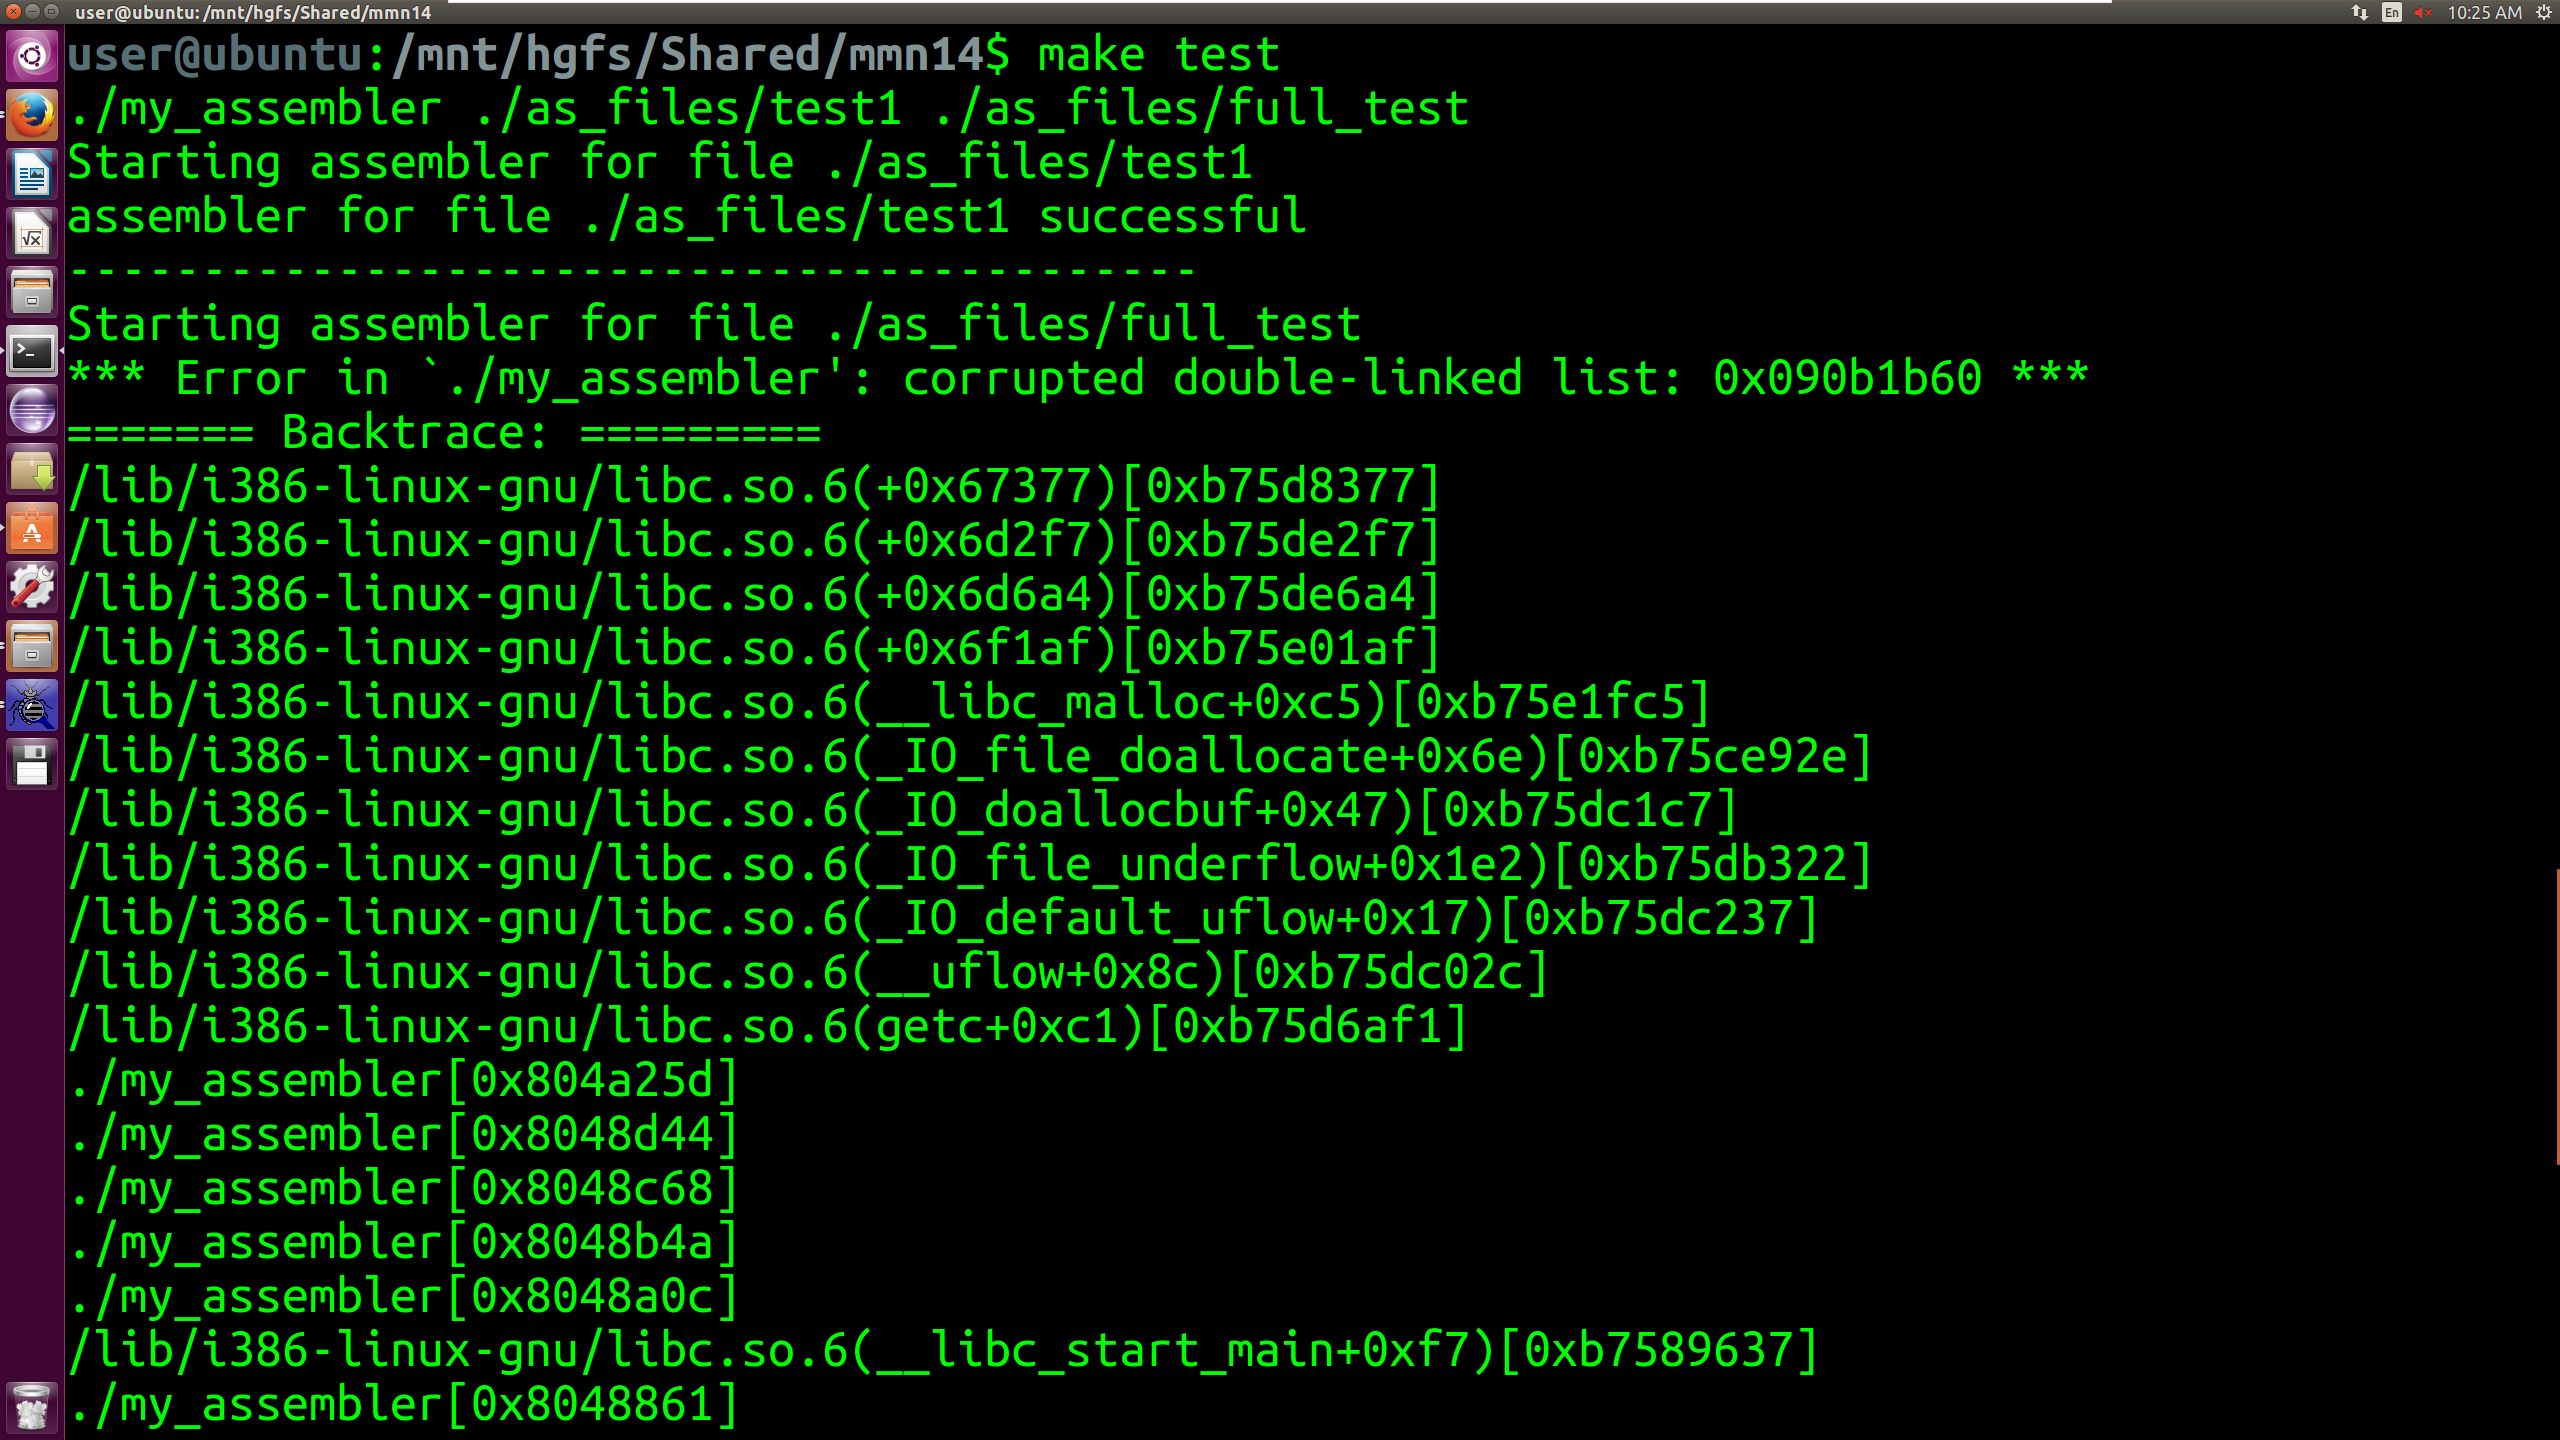 user@ubuntu: /mnt/hgfs/Shared/mmn14
En
10:25 AM
user@ubuntu:/mnt/hgfs/Shared/mmn14$ make test
./my_assembler ./as_files/test1 ./as_files/full_test
Starting assembler for file ./as_files/test1
assembler for file ./as_files/test1 successful
------------------------------------------
Starting assembler for file ./as_files/full_test
*** Error in `./my_assembler': corrupted double-linked list: 0x090b1b60 ***
======= Backtrace: =========
/lib/i386-linux-gnu/libc.so.6(+0x67377)[0xb75d8377]
/lib/i386-linux-gnu/libc.so.6(+0x6d2f7)[0xb75de2f7]
/lib/i386-linux-gnu/libc.so.6(+0x6d6a4)[0xb75de6a4]
/lib/i386-linux-gnu/libc.so.6(+0x6f1af)[0xb75e01af]
/lib/i386-linux-gnu/libc.so.6(__libc_malloc+0xc5)[0xb75e1fc5]
/lib/i386-linux-gnu/libc.so.6(_IO_file_doallocate+0x6e)[0xb75ce92e]
/lib/i386-linux-gnu/libc.so.6(_IO_doallocbuf+0x47)[0xb75dc1c7]
/lib/i386-linux-gnu/libc.so.6(_IO_file_underflow+0x1e2)[0xb75db322]
/lib/i386-linux-gnu/libc.so.6(_IO_default_uflow+0x17)[0xb75dc237]
/lib/i386-linux-gnu/libc.so.6(__uflow+0x8c)[0xb75dc02c]
/lib/i386-linux-gnu/libc.so.6(getc+0xc1)[0xb75d6af1]
./my_assembler[0x804a25d]
./my_assembler[0x8048d44]
./my_assembler[0x8048c68]
./my_assembler[0x8048b4a]
./my_assembler[0x8048a0c]
/lib/i386-linux-gnu/libc.so.6(__libc_start_main+0xf7)[0xb7589637]
./my_assembler[0x8048861]